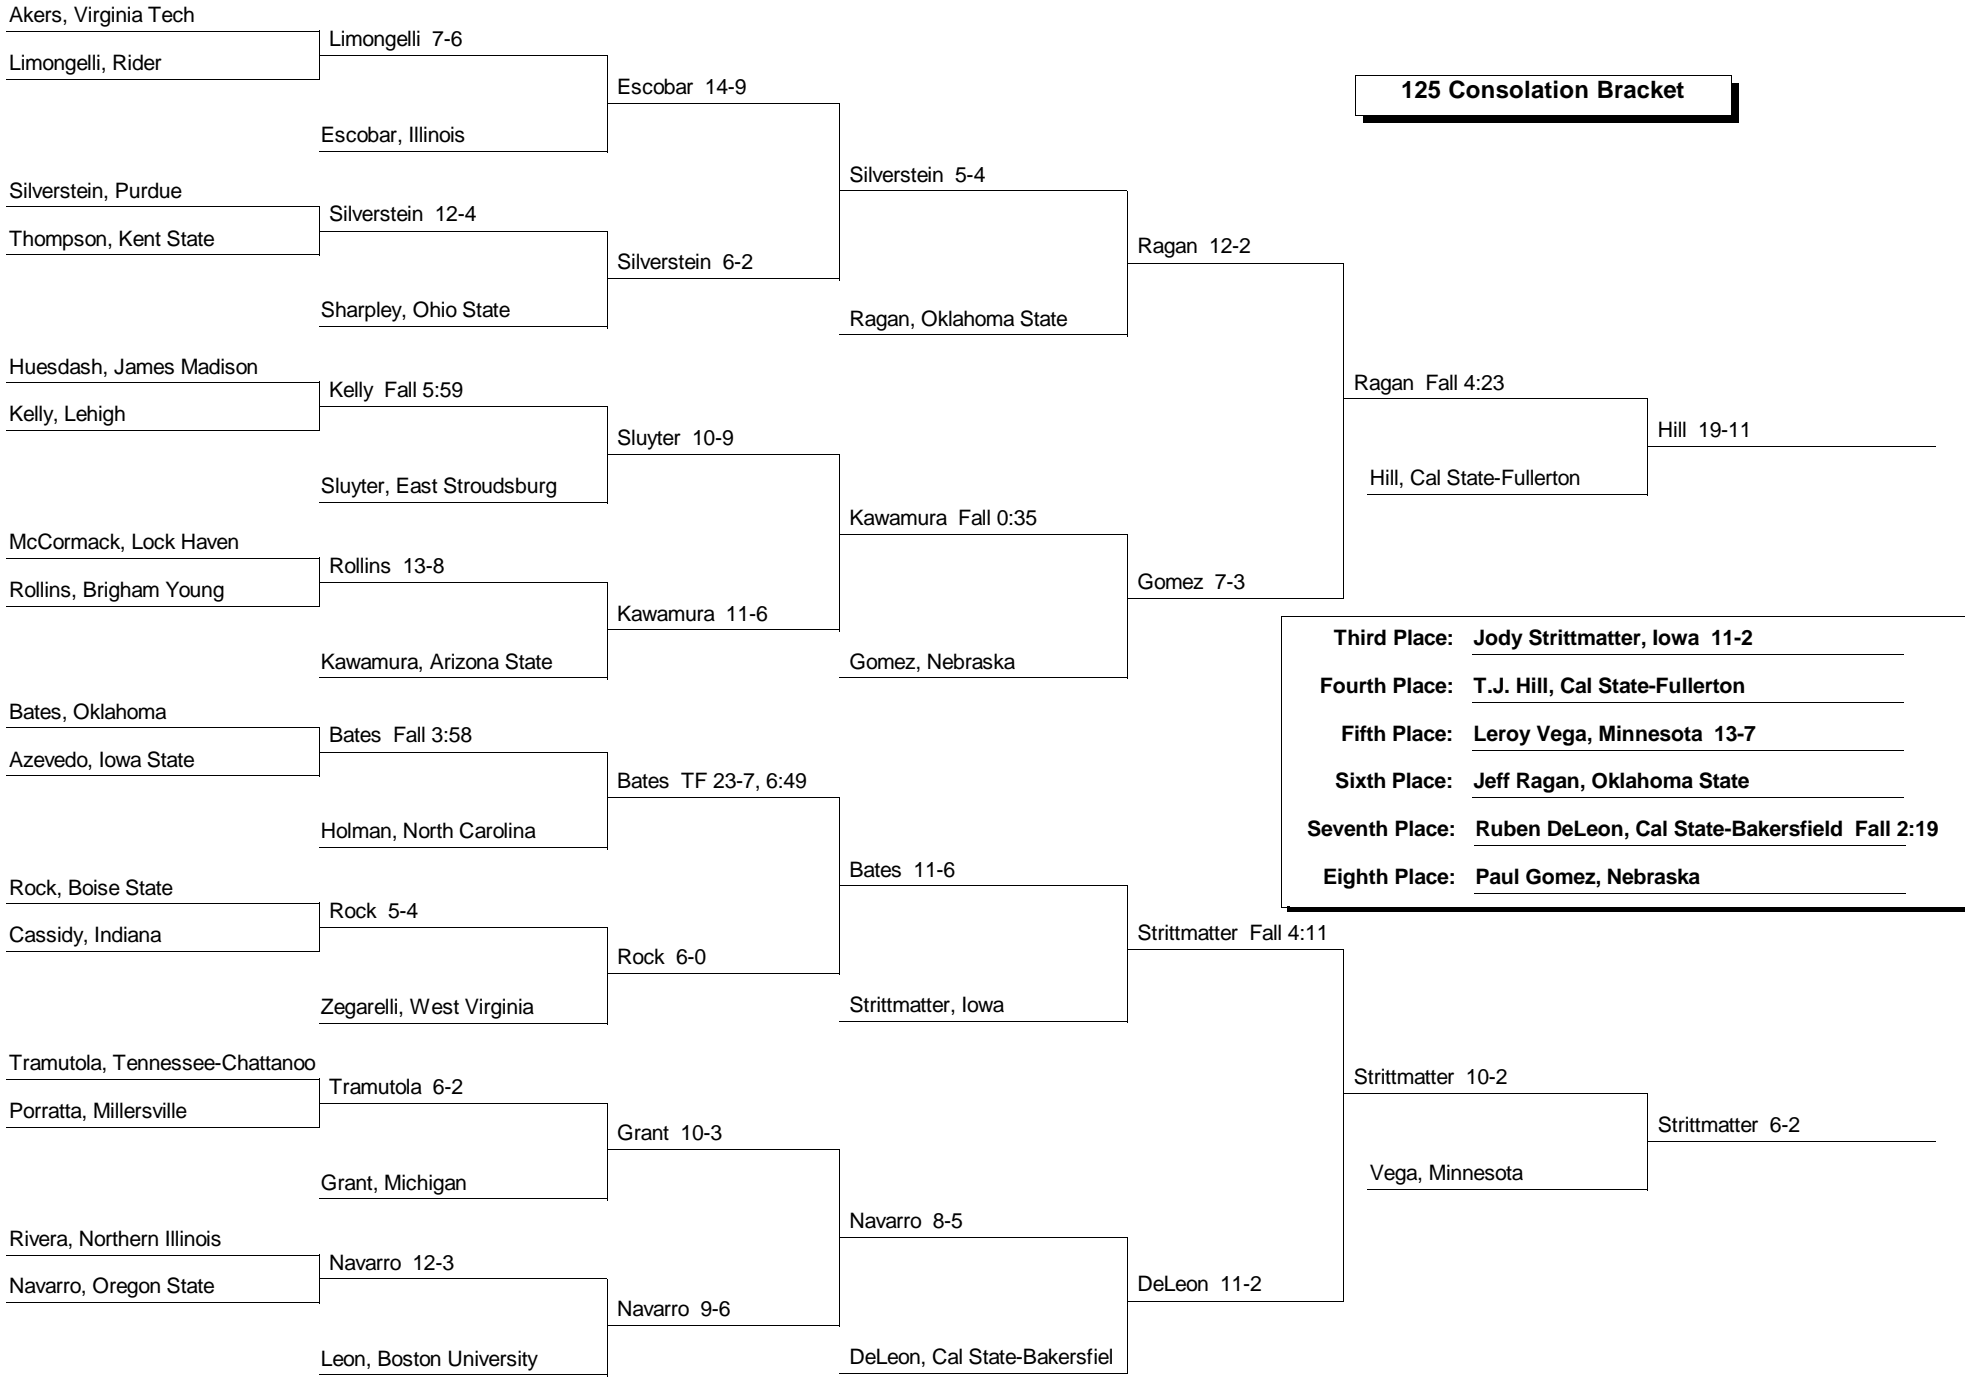 Akers, Virginia Tech
Limongelli 7-6
Limongelli, Rider
Escobar 14-9
125 Consolation Bracket
Escobar, Illinois
Silverstein 5-4
Silverstein, Purdue
Silverstein 12-4
Thompson, Kent State
Ragan 12-2
Silverstein 6-2
Sharpley, Ohio State
Ragan, Oklahoma State
Huesdash, James Madison
Kelly Fall 5:59
Ragan Fall 4:23
Kelly, Lehigh
Sluyter 10-9
Hill 19-11
Sluyter, East Stroudsburg
Hill, Cal State-Fullerton
Kawamura Fall 0:35
McCormack, Lock Haven
Rollins 13-8
Rollins, Brigham Young
Gomez 7-3
Kawamura 11-6
Kawamura, Arizona State
Gomez, Nebraska
Third Place: Jody Strittmatter, Iowa 11-2
Fourth Place: T.J. Hill, Cal State-Fullerton
Fifth Place: Leroy Vega, Minnesota 13-7
Sixth Place: Jeff Ragan, Oklahoma State
Seventh Place: Ruben DeLeon, Cal State-Bakersfield Fall 2:19
Eighth Place: Paul Gomez, Nebraska
Bates, Oklahoma
Bates Fall 3:58
Azevedo, Iowa State
Bates TF 23-7, 6:49
Holman, North Carolina
Bates 11-6
Rock, Boise State
Rock 5-4
Cassidy, Indiana
Strittmatter Fall 4:11
Rock 6-0
Zegarelli, West Virginia
Strittmatter, Iowa
Tramutola, Tennessee-Chattanoo
Strittmatter 10-2
Tramutola 6-2
Porratta, Millersville
Strittmatter 6-2
Grant 10-3
Grant, Michigan
Vega, Minnesota
Navarro 8-5
Rivera, Northern Illinois
Navarro 12-3
Navarro, Oregon State
DeLeon 11-2
Navarro 9-6
Leon, Boston University
DeLeon, Cal State-Bakersfiel